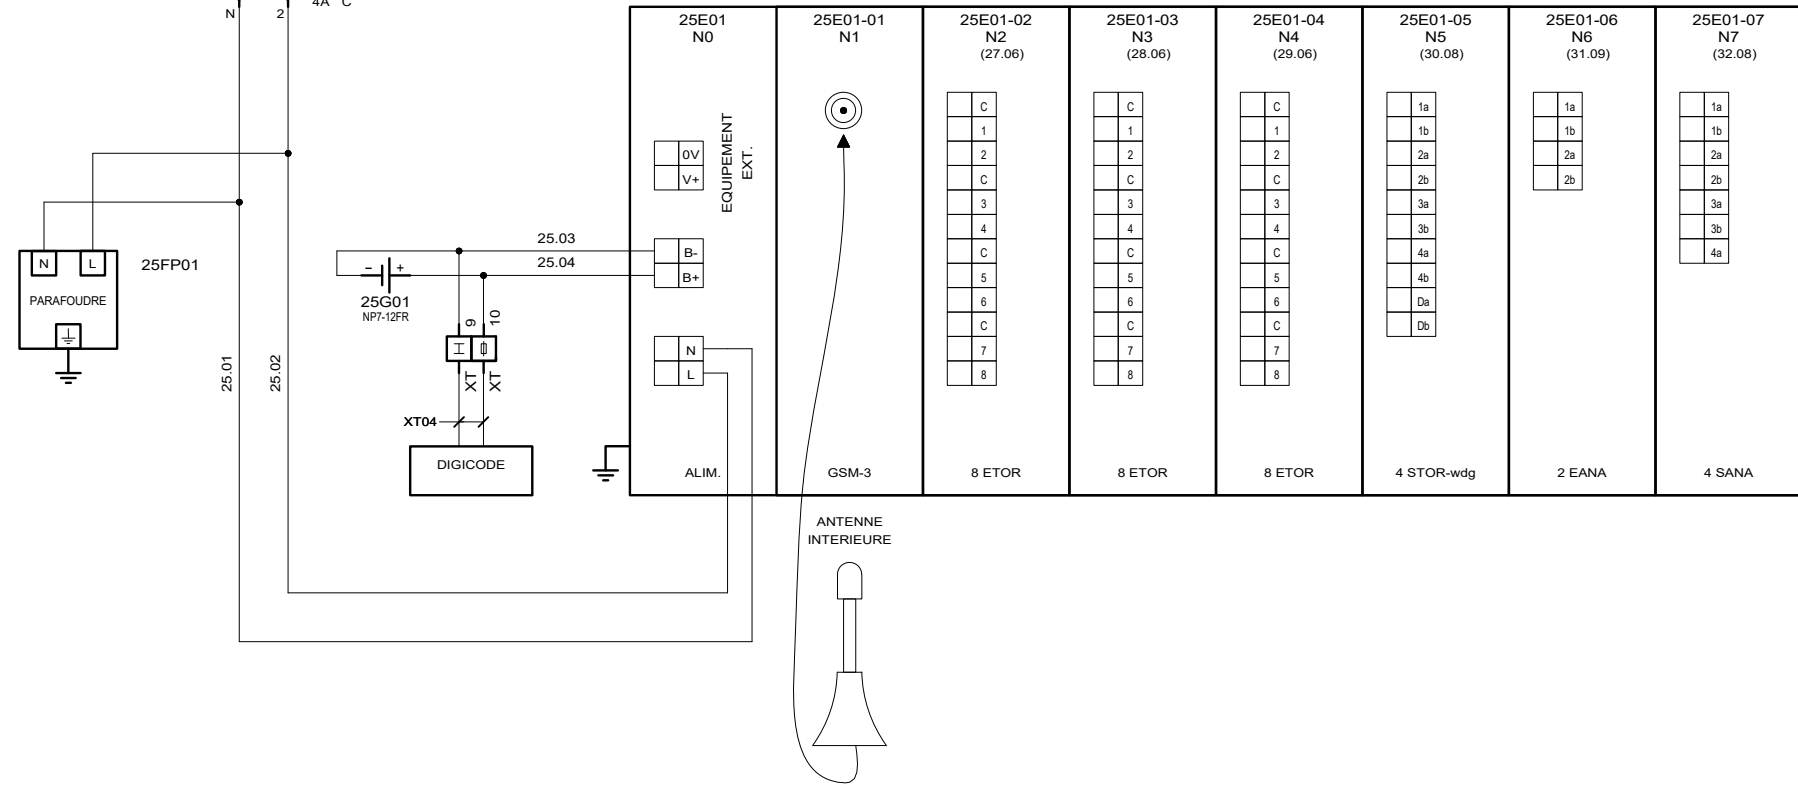 4A C
N
2
25E01
N0
25E01-01
N1
25E01-02
N2
(27.06)
25E01-03
N3
(28.06)
25E01-04
N4
(29.06)
25E01-05
N5
(30.08)
25E01-06
N6
(31.09)
25E01-07
N7
(32.08)
EQUIPEMENT
EXT.
0V
V+
B-
B+
N
L
C
1
2
C
3
4
C
5
6
C
7
8
C
1
2
C
3
4
C
5
6
C
7
8
C
1
2
C
3
4
C
5
6
C
7
8
1a
1b
2a
2b
3a
3b
4a
4b
Da
Db
1a
1b
2a
2b
1a
1b
2a
2b
3a
3b
4a
N
L
PARAFOUDRE
25FP01
25.01
25.02
25.03
25.04
- +
25G01
NP7-12FR
9
10
XT
XT
XT04
DIGICODE
ALIM.
GSM-3
8 ETOR
8 ETOR
8 ETOR
4 STOR-wdg
2 EANA
4 SANA
ANTENNE
INTERIEURE